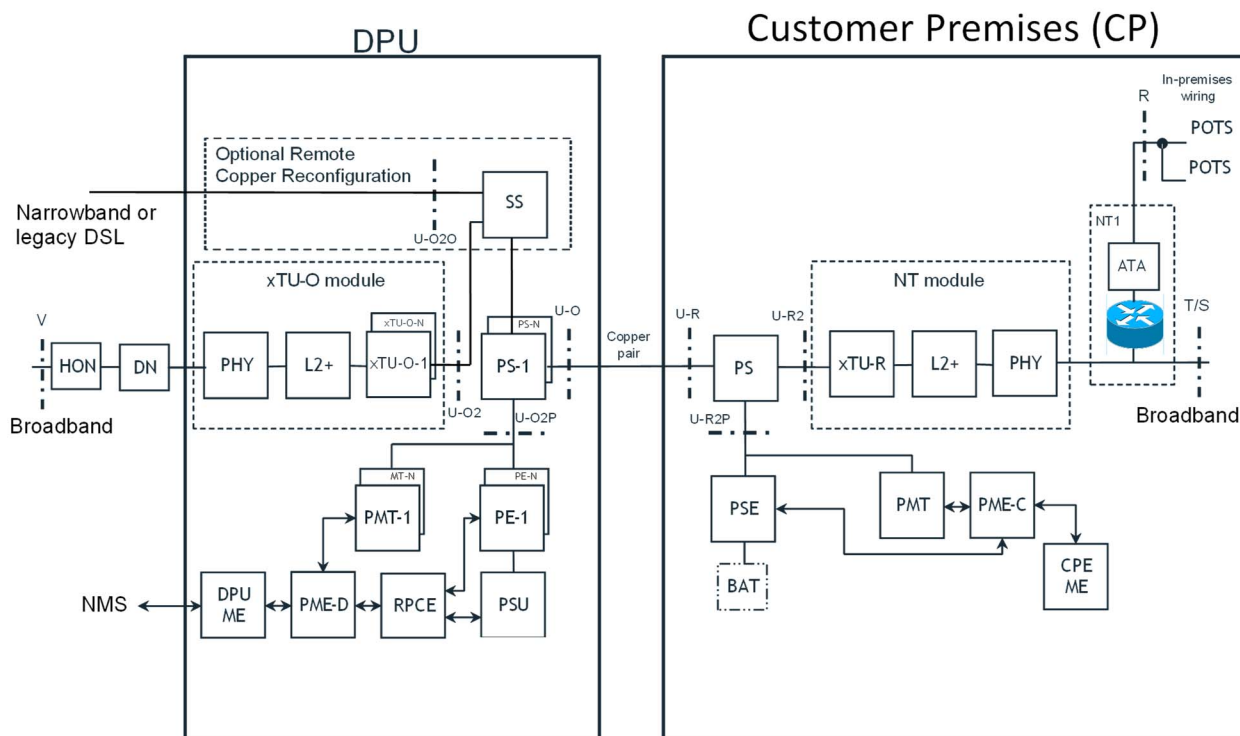 DPU
Customer Premises (CP)
Optional Remote
Copper Reconfiguration
SS
U-O2O
Narrowband or
legacy DSL
xTU-O module
V
HON
DN
PHY
L2+
xTU-O-N
xTU-O-1
U-O2
PS-N
PS-1
U-O
Broadband
U-O2P
MT-N
PMT-1
PE-N
PE-1
NMS
DPU
ME
PME-D
RPCE
PSU
Copper
pair
U-R
PS
U-R2
U-R2P
NT module
xTU-R
L2+
PHY
R
In-premises
wiring
POTS
POTS
NT1
ATA
T/S
Broadband
PSE
BAT
PMT
PME-C
CPE
ME